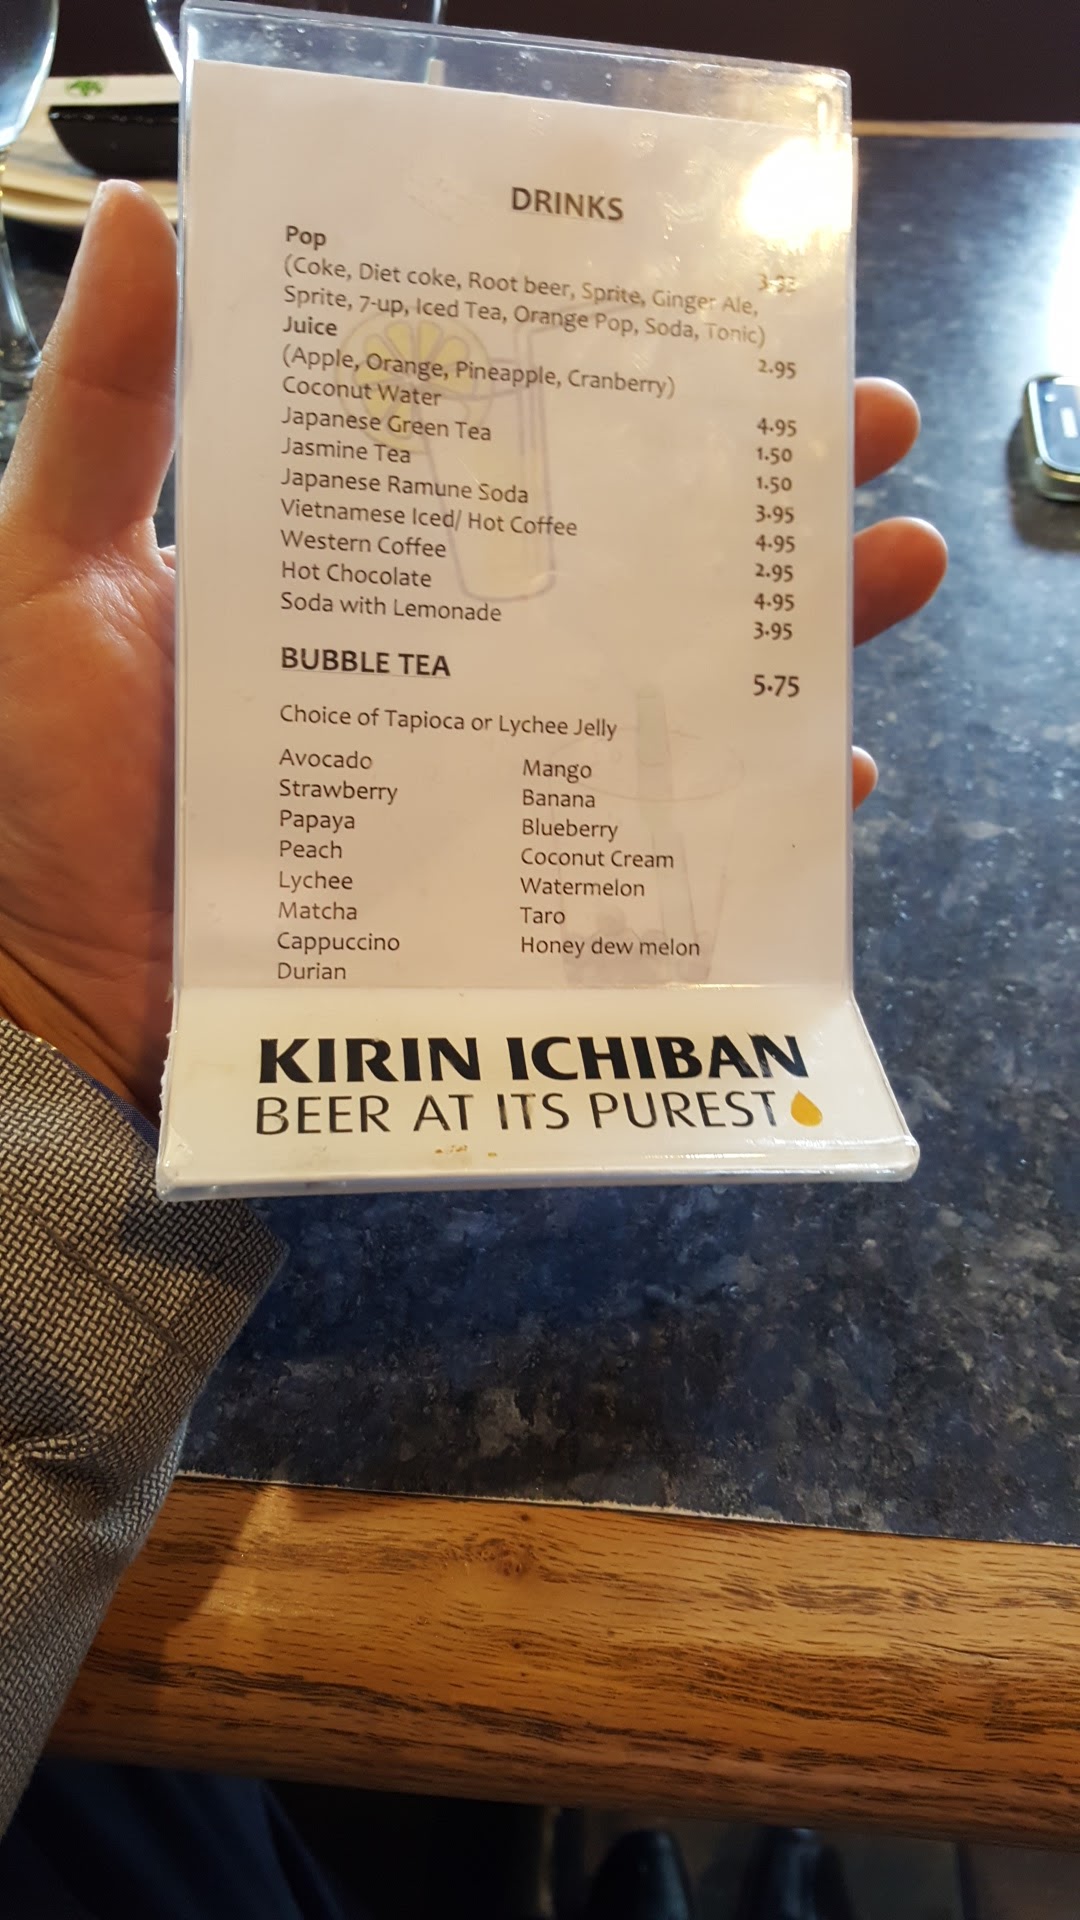 DRINKS
Pop
(Coke, Diet coke, Root beer, Sprite, Ginger Ale,
Sprite, 7-up, Iced Tea, Orange Pop, Soda, Tonic)
Juice 2.95
(Apple, Orange, Pineapple, Cranberry)
Coconut Water 4.95
Japanese Green Tea 1.50
Jasmine Tea 1.50
Japanese Ramune Soda 3.95
Vietnamese Iced/ Hot Coffee 4.95
Western Coffee 2.95
Hot Chocolate 4.95
Soda with Lemonade 3.95
BUBBLE TEA 5.75
Choice of Tapioca or Lychee Jelly
Avocado
Strawberry
Papaya
Peach
Lychee
Matcha
Cappuccino
Durian
Mango
Banana
Blueberry
Coconut Cream
Watermelon
Taro
Honey dew melon
KIRIN ICHIBAN
BEER AT ITS PUREST